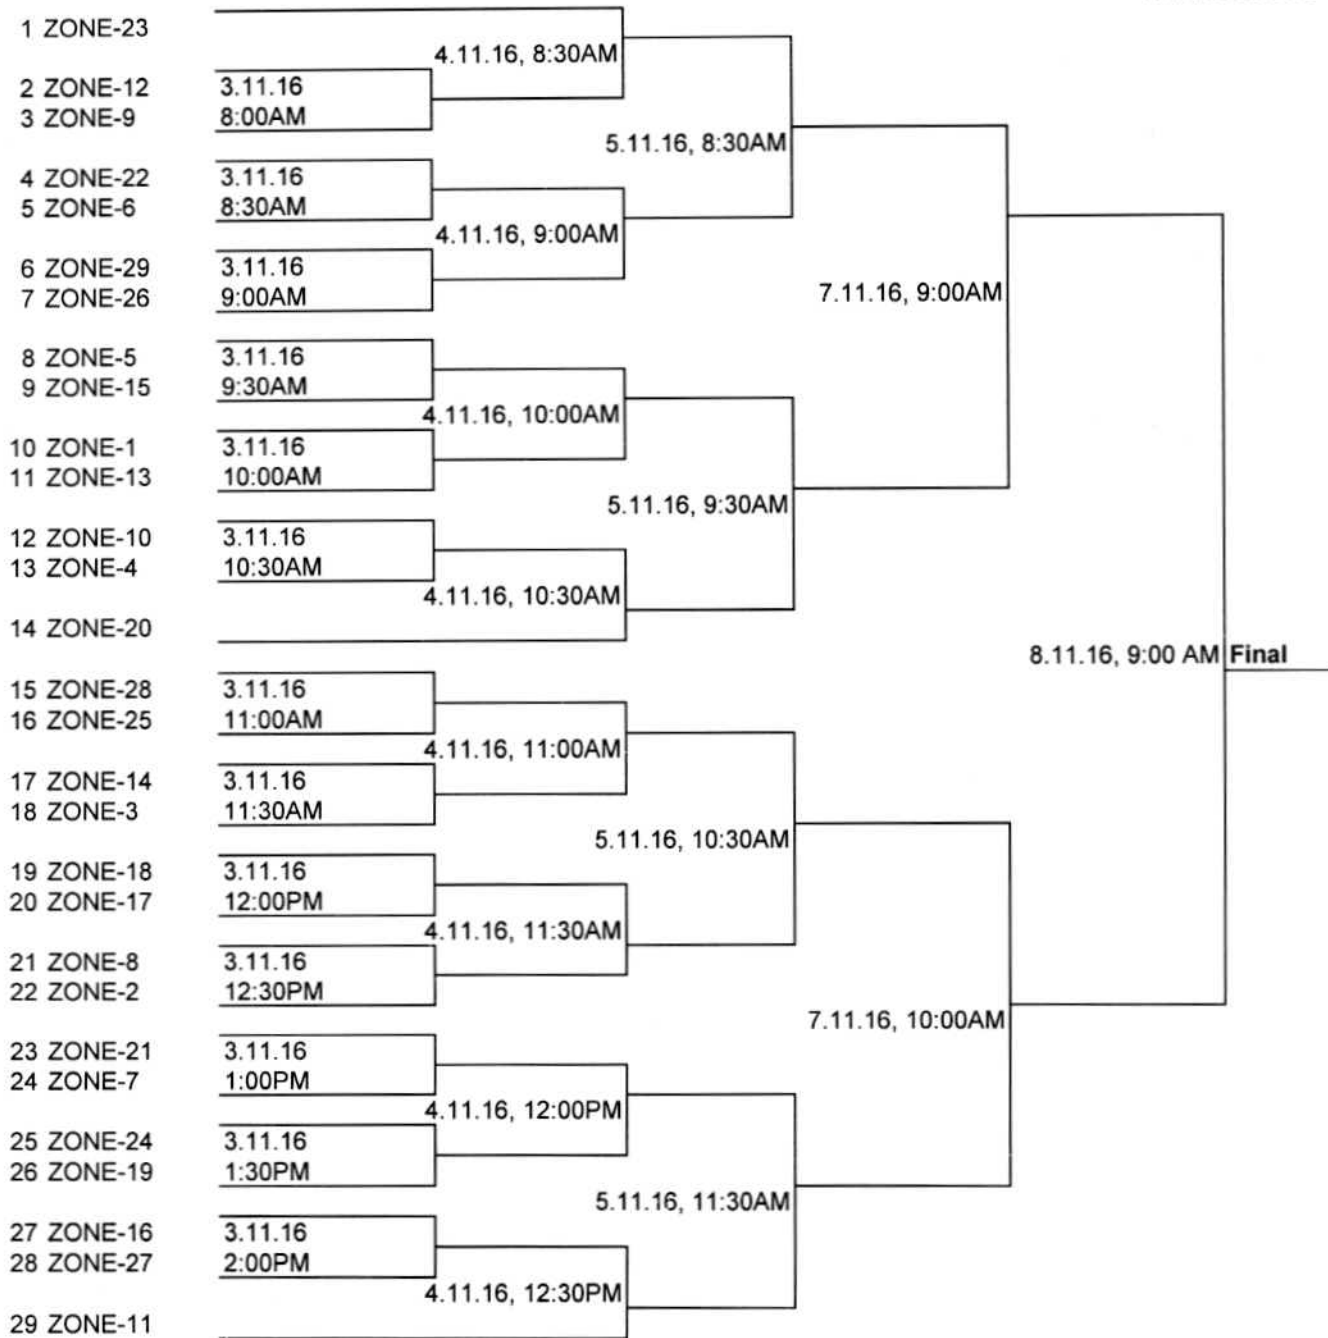 1 ZONE-23
4.11.16, 8:30AM
2 ZONE-12 3.11.16
3 ZONE-9 8:00AM
5.11.16, 8:30AM
4 ZONE-22 3.11.16
5 ZONE-6 8:30AM
4.11.16, 9:00AM
6 ZONE-29 3.11.16
7 ZONE-26 9:00AM
7.11.16, 9:00AM
8 ZONE-5 3.11.16
9 ZONE-15 9:30AM
4.11.16, 10:00AM
10 ZONE-1 3.11.16
11 ZONE-13 10:00AM
5.11.16, 9:30AM
12 ZONE-10 3.11.16
13 ZONE-4 10:30AM
4.11.16, 10:30AM
14 ZONE-20
8.11.16, 9:00 AM Final
15 ZONE-28 3.11.16
16 ZONE-25 11:00AM
4.11.16, 11:00AM
17 ZONE-14 3.11.16
18 ZONE-3 11:30AM
5.11.16, 10:30AM
19 ZONE-18 3.11.16
20 ZONE-17 12:00PM
4.11.16, 11:30AM
21 ZONE-8 3.11.16
22 ZONE-2 12:30PM
7.11.16, 10:00AM
23 ZONE-21 3.11.16
24 ZONE-7 1:00PM
4.11.16, 12:00PM
25 ZONE-24 3.11.16
26 ZONE-19 1:30PM
5.11.16, 11:30AM
27 ZONE-16 3.11.16
28 ZONE-27 2:00PM
4.11.16, 12:30PM
29 ZONE-11